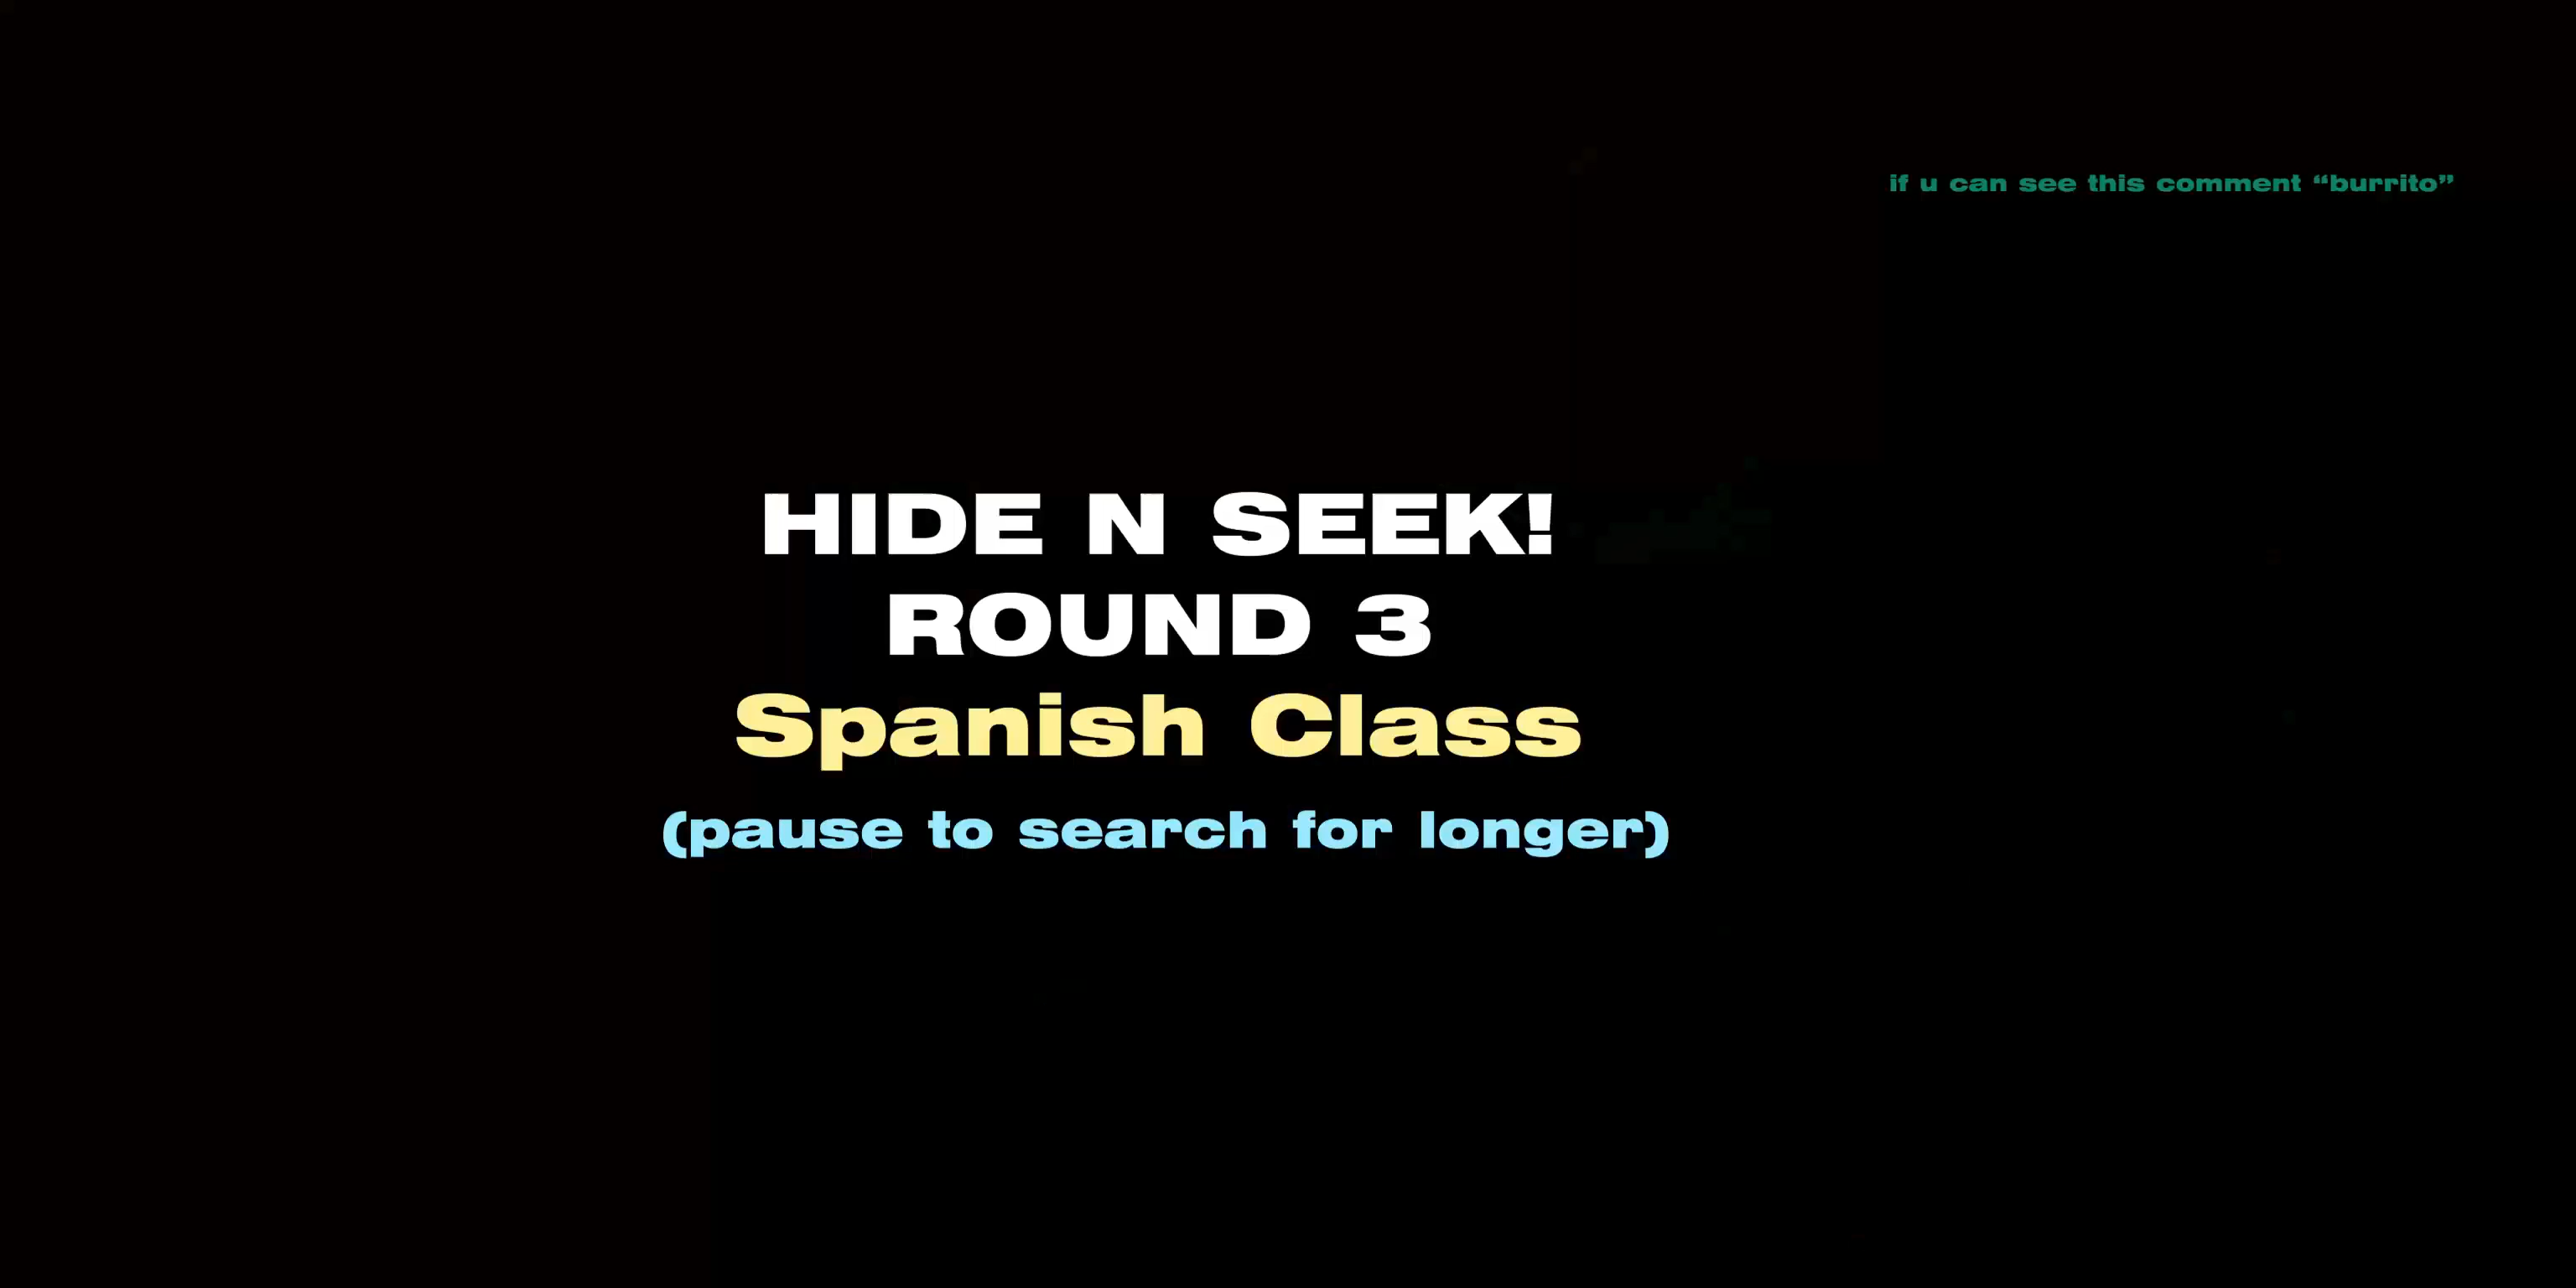 if u can see this comment “burrito”
HIDE N SEEK!
ROUND 3
Spanish Class
(pause to search for longer)